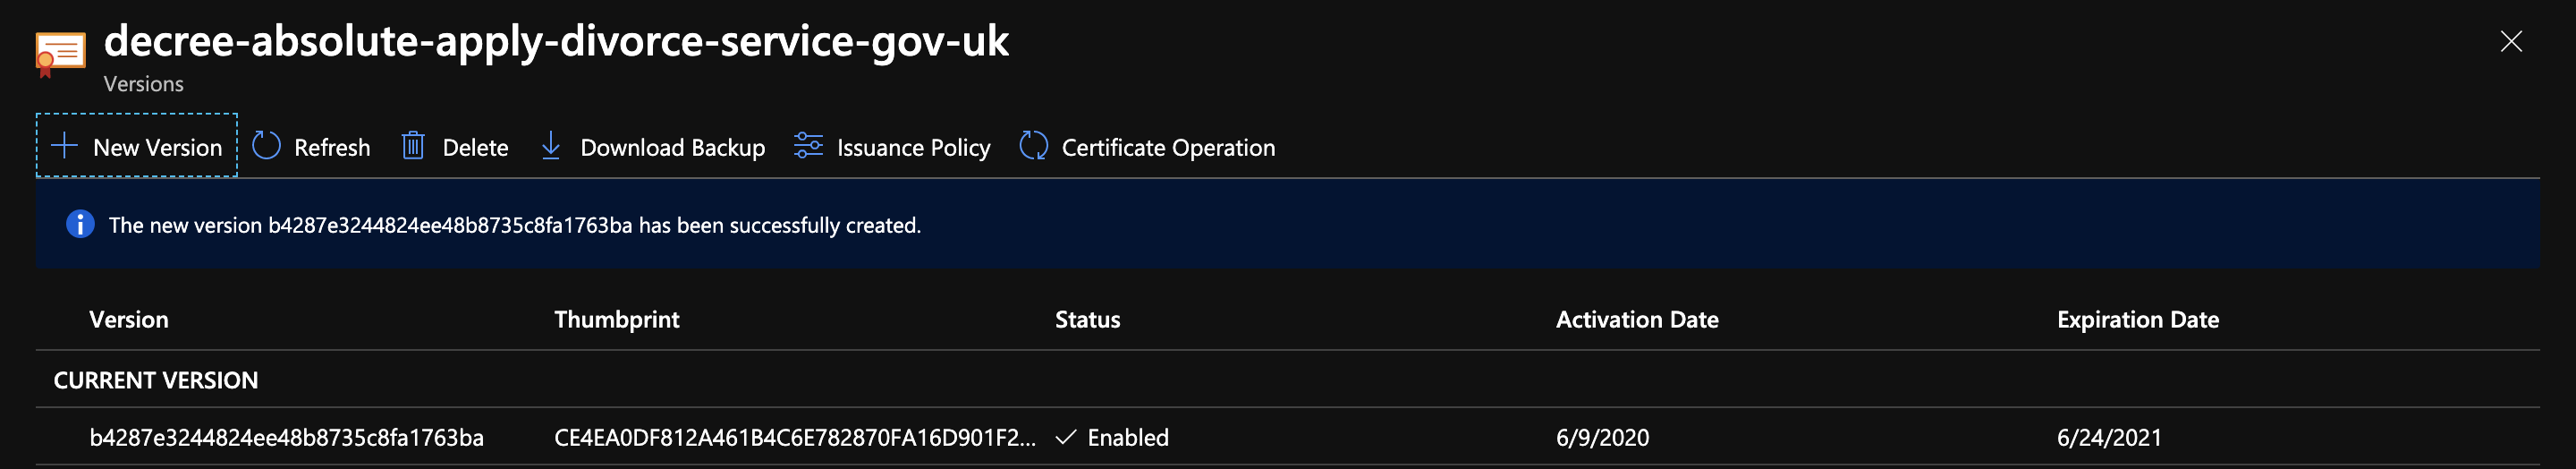 decree-absolute-apply-divorce-service-gov-uk
Versions
New Version Refresh Delete Download Backup Issuance Policy Certificate Operation
The new version b4287e3244824ee48b8735c8fa1763ba has been successfully created.
Version Thumbprint Status Activation Date Expiration Date
CURRENT VERSION
b4287e3244824ee48b8735c8fa1763ba CE4EA0DF812A461B4C6E782870FA16D901F2... Enabled 6/9/2020 6/24/2021